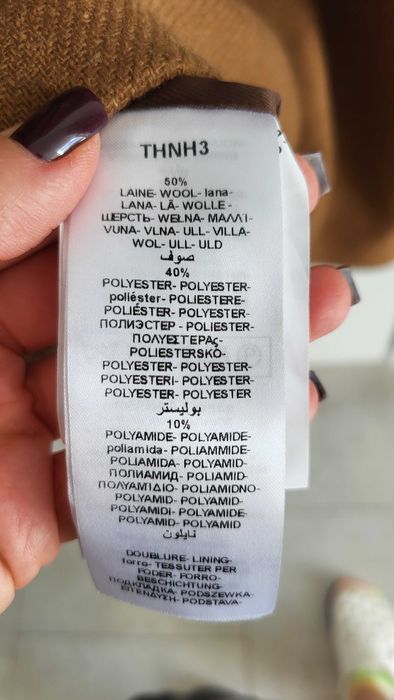 THNH3
50%
LAINE- WOOL- lana-
LANA- LÃ- WOLLE -
ШЕРСТЬ- WEŁNA- ΜΑΛΛΙ-
VUNA- VLNA- ULL- VILLA-
WOL- ULL- ULD
صوف
40%
POLYESTER- POLYESTER-
poliéster- POLIESTERE-
POLIÉSTER- POLYESTER-
ПОЛИЭСТЕР - POLIESTER-
ΠΟΛΥΕΣΤΕΡΑς-
POLIESTERSKO-
POLYESTER- POLYESTER-
POLYESTERI- POLYESTER-
POLYESTER- POLYESTER
بوليستر
10%
POLYAMIDE- POLYAMIDE-
poliamida- POLIAMMIDE-
POLIAMIDA- POLYAMID-
ПОЛИАМИД- POLIAMID-
ΠΟΛΥΑΜΙΔΙΟ- POLIAMIDNO-
POLYAMID- POLYAMID-
POLYAMIDI- POLYAMIDE-
POLYAMID- POLYAMID
نايلون
DOUBLURE- LINING-
forro- TESSUTER PER
FODER- FORRO-
BESCHICHTUNG-
ПОДКЛАДКА- PODSZEWKA-
ΕΠΕΝΔΥΣΗ- PODSTAVA-